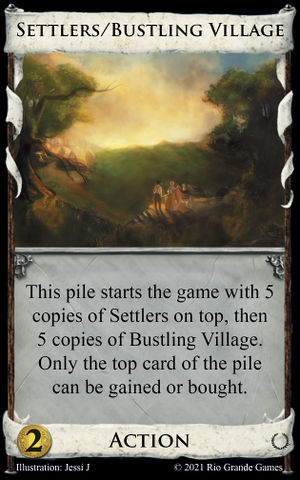 SETTLERS/BUSTLING VILLAGE
This pile starts the game with 5
copies of Settlers on top, then
5 copies of Bustling Village.
Only the top card of the pile
can be gained or bought.
2
ACTION
Illustration: Jessi J
© 2021 Rio Grande Games